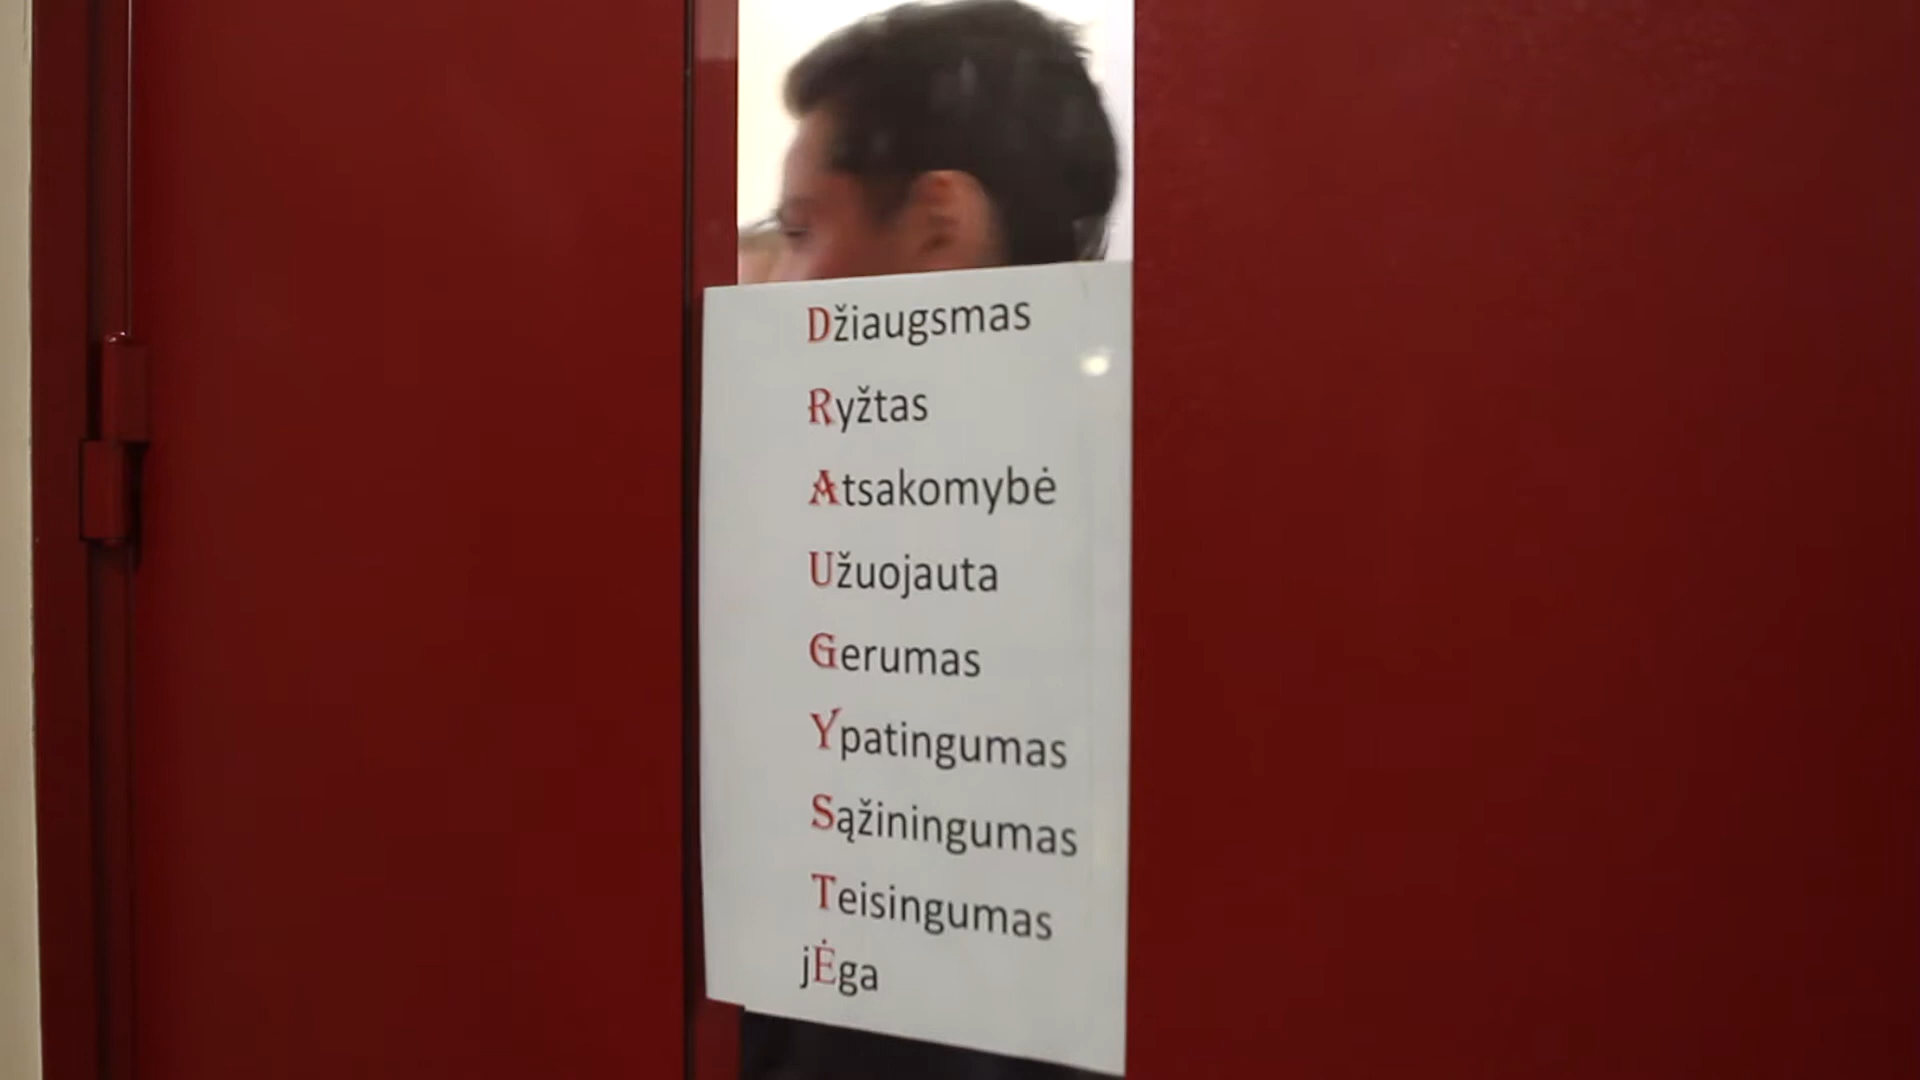 Džiaugsmas
Ryžtas
Atsakomybė
Užuojauta
Gerumas
Ypatingumas
Sąžiningumas
Teisingumas
jĖga